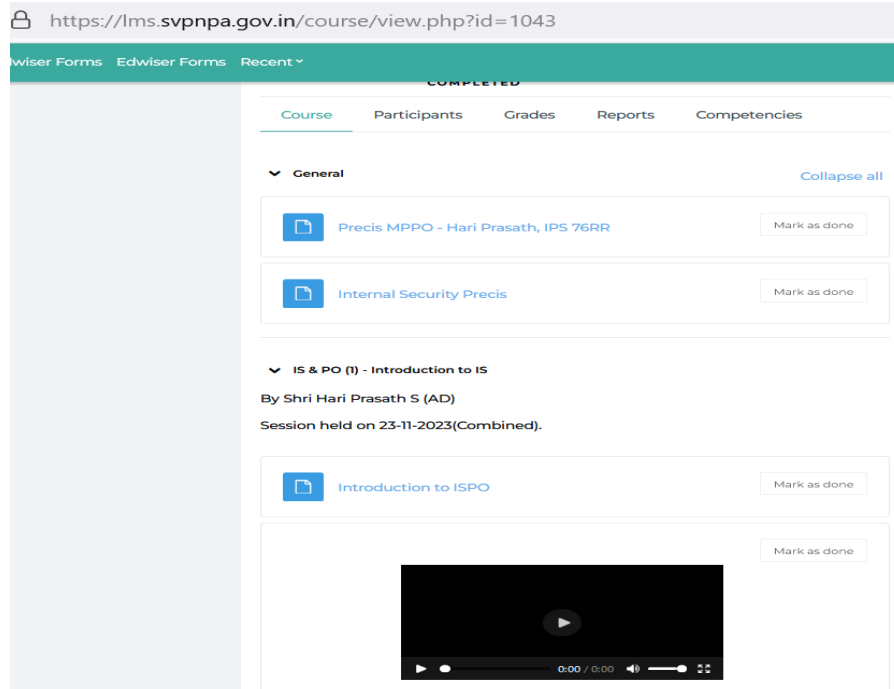 https://lms.svpnpa.gov.in/course/view.php?id=1043
dwiser Forms Edwiser Forms Recent
COMPLETED
Course Participants Grades Reports Competencies
General
Collapse all
Precis MPPO - Hari Prasath, IPS 76RR
Mark as done
Internal Security Precis
Mark as done
IS & PO (1) - Introduction to IS
By Shri Hari Prasath S (AD)
Session held on 23-11-2023(Combined).
Introduction to ISPO
Mark as done
Mark as done
0:00 / 0:00